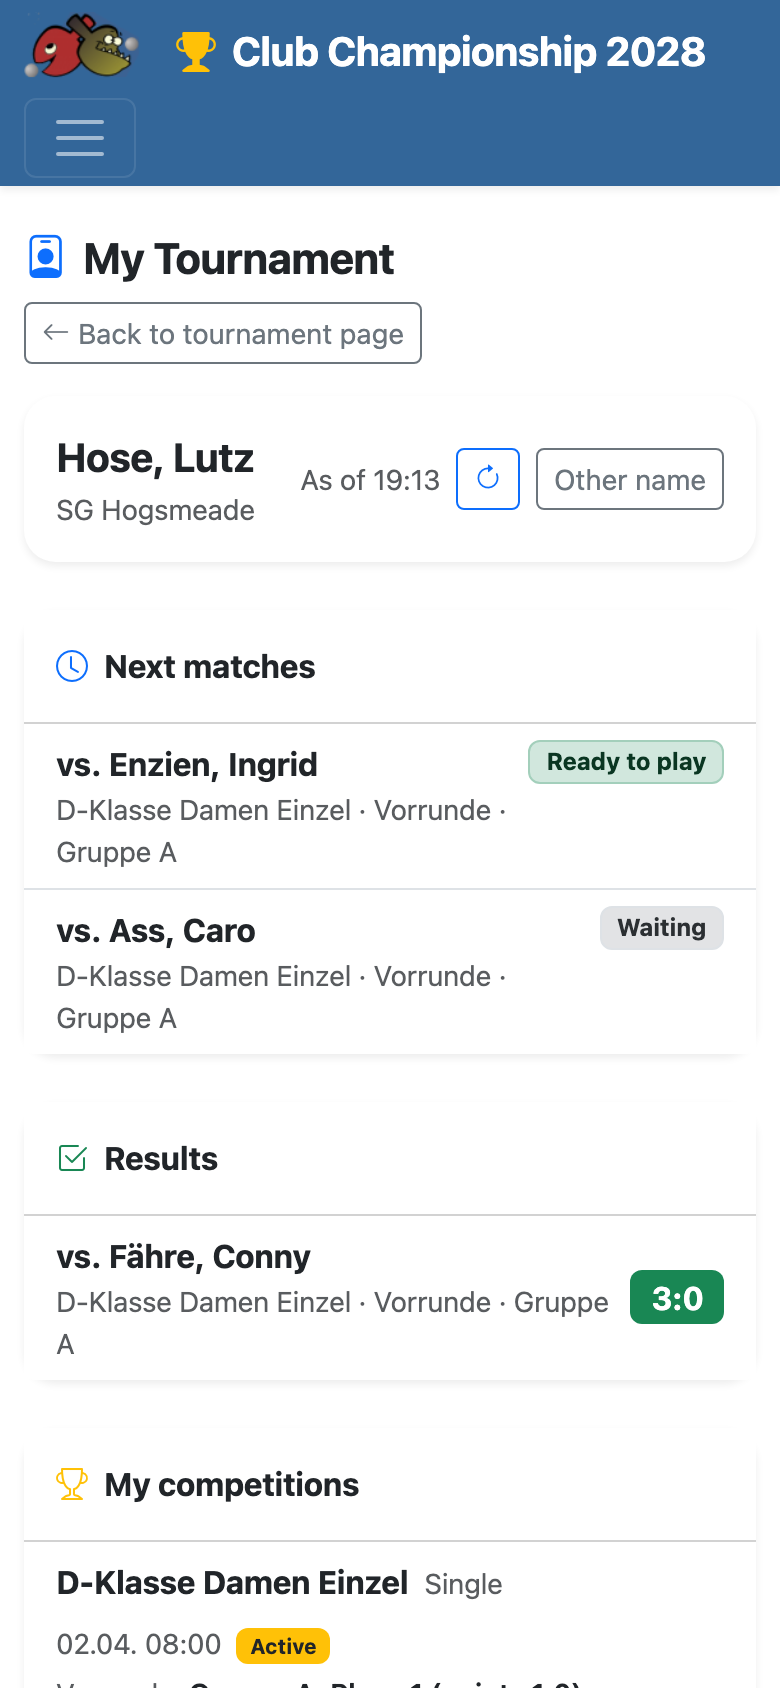 Club Championship 2028
My Tournament
← Back to tournament page
Hose, Lutz
SG Hogsmeade
As of 19:13
Other name
Next matches
vs. Enzien, Ingrid
Ready to play
D-Klasse Damen Einzel · Vorrunde ·
Gruppe A
vs. Ass, Caro
Waiting
D-Klasse Damen Einzel · Vorrunde ·
Gruppe A
Results
vs. Fähre, Conny
D-Klasse Damen Einzel · Vorrunde · Gruppe
A
3:0
My competitions
D-Klasse Damen Einzel Single
02.04. 08:00 Active